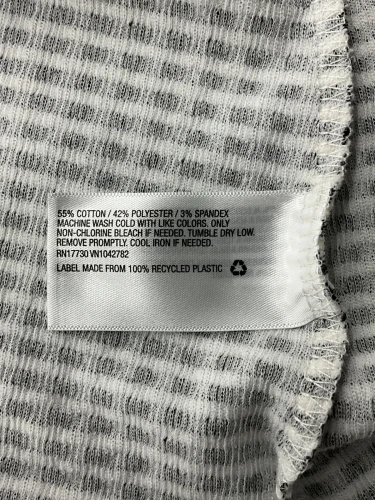 55% COTTON / 42% POLYESTER / 3% SPANDEX
MACHINE WASH COLD WITH LIKE COLORS. ONLY
NON-CHLORINE BLEACH IF NEEDED. TUMBLE DRY LOW.
REMOVE PROMPTLY. COOL IRON IF NEEDED.
RN17730 VN1042782
LABEL MADE FROM 100% RECYCLED PLASTIC